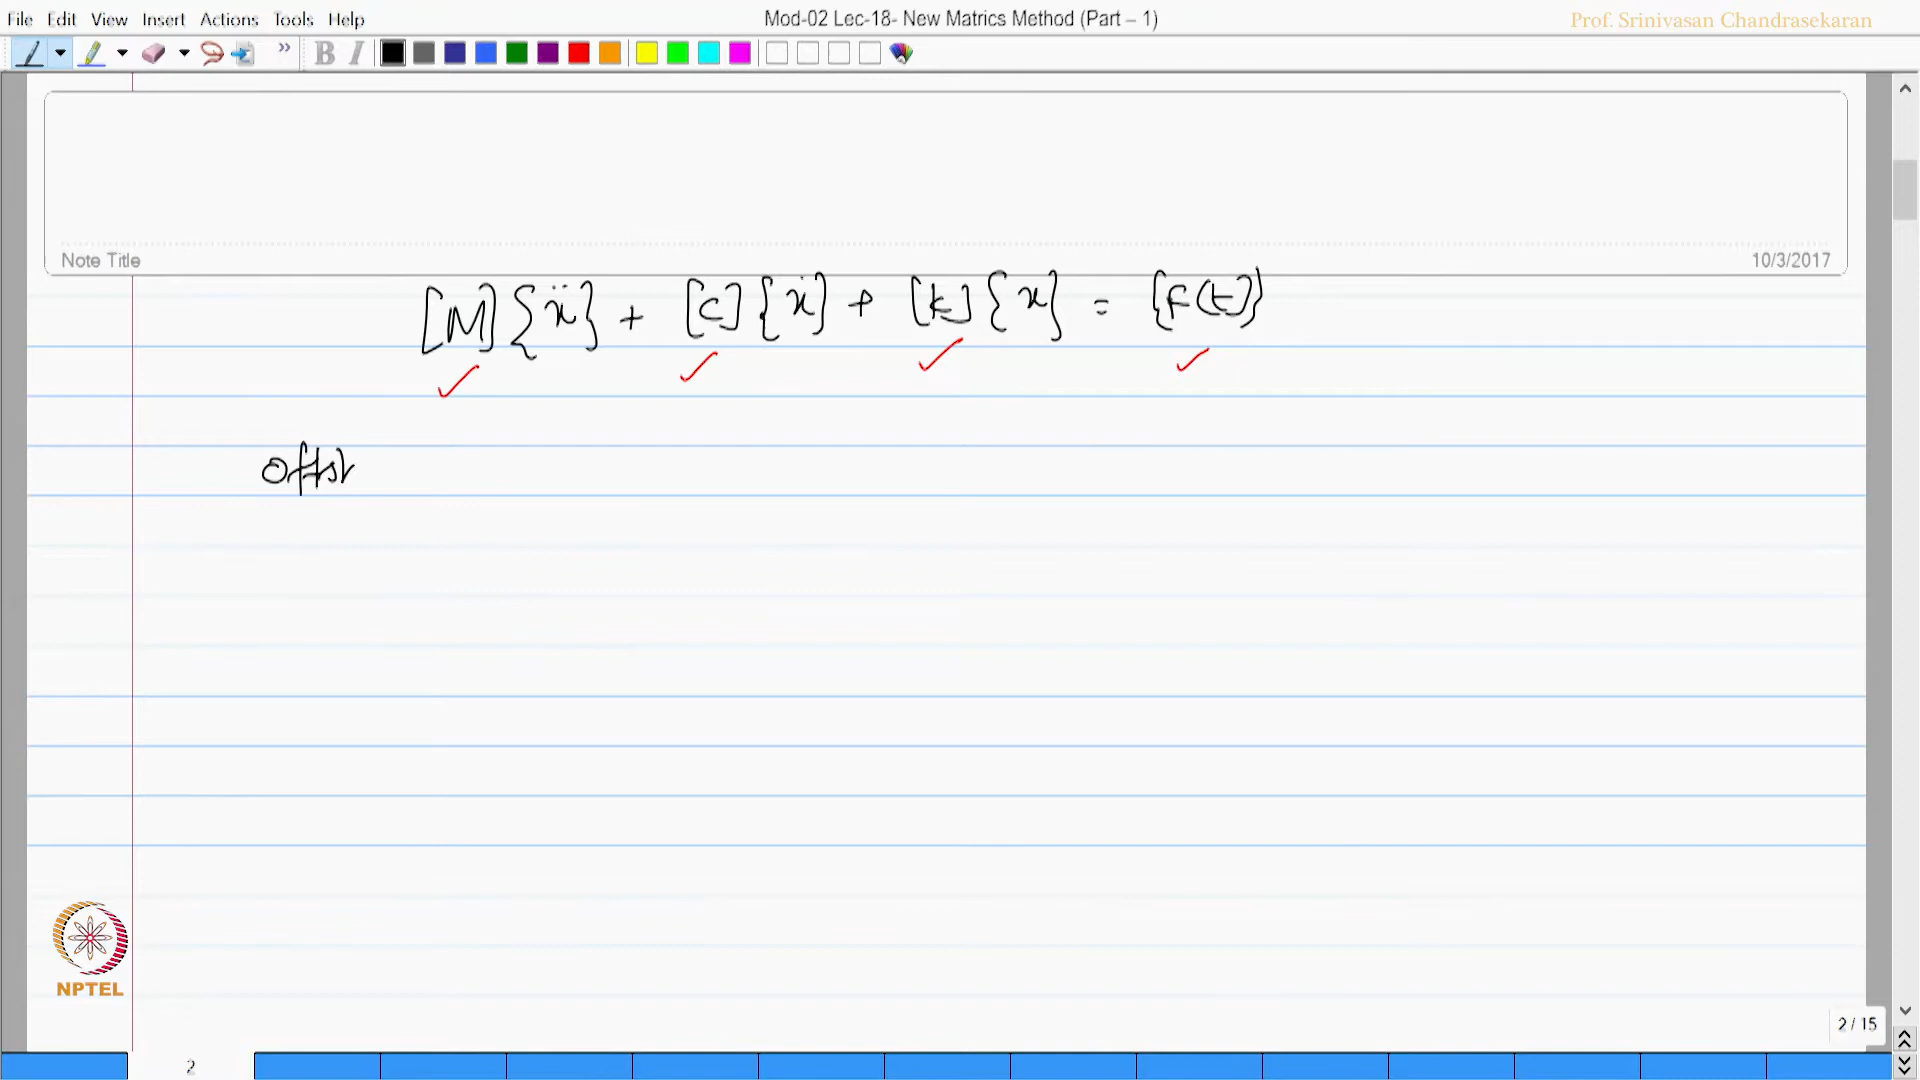 File Edit View Insert Actions Tools Help
Mod-02 Lec-18- New Matrics Method (Part – 1)
Prof. Srinivasan Chandrasekaran
B I
Note Title
10/3/2017
[M]{ẍ} + [c]{ẋ} + [k]{x} = {F(t)}
offsh
NPTEL
2 / 15
2